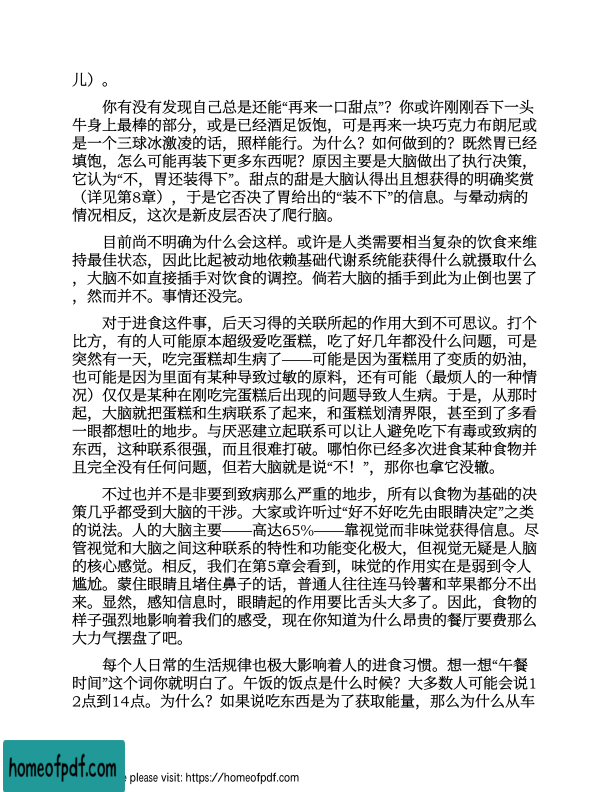 儿）。
你有没有发现自己总是还能“再来一口甜点”？你或许刚刚吞下一头
牛身上最棒的部分，或是已经酒足饭饱，可是再来一块巧克力布朗尼或
是一个三球冰激凌的话，照样能行。为什么？如何做到的？既然胃已经
填饱，怎么可能再装下更多东西呢？原因主要是大脑做出了执行决策，
它认为“不，胃还装得下”。甜点的甜是大脑认得出且想获得的明确奖赏
（详见第8章），于是它否决了胃给出的“装不下”的信息。与晕动病的
情况相反，这次是新皮层否决了爬行脑。
目前尚不明确为什么会这样。或许是人类需要相当复杂的饮食来维
持最佳状态，因此比起被动地依赖基础代谢系统能获得什么就摄取什么
，大脑不如直接插手对饮食的调控。倘若大脑的插手到此为止倒也罢了
，然而并不。事情还没完。
对于进食这件事，后天习得的关联所起的作用大到不可思议。打个
比方，有的人可能原本超级爱吃蛋糕，吃了好几年都没什么问题，可是
突然有一天，吃完蛋糕却生病了——可能是因为蛋糕用了变质的奶油，
也可能是因为里面有某种导致过敏的原料，还有可能（最烦人的一种情
况）仅仅是某种在刚吃完蛋糕后出现的问题导致人生病。于是，从那时
起，大脑就把蛋糕和生病联系了起来，和蛋糕划清界限，甚至到了多看
一眼都想吐的地步。与厌恶建立起联系可以让人避免吃下有毒或致病的
东西，这种联系很强，而且很难打破。哪怕你已经多次进食某种食物并
且完全没有任何问题，但若大脑就是说“不！”，那你也拿它没辙。
不过也并不是非要到致病那么严重的地步，所有以食物为基础的决
策几乎都受到大脑的干涉。大家或许听过“好不好吃先由眼睛决定”之类
的说法。人的大脑主要——高达65%——靠视觉而非味觉获得信息。尽
管视觉和大脑之间这种联系的特性和功能变化极大，但视觉无疑是人脑
的核心感觉。相反，我们在第5章会看到，味觉的作用实在是弱到令人
尴尬。蒙住眼睛且堵住鼻子的话，普通人往往连马铃薯和苹果都分不出
来。显然，感知信息时，眼睛起的作用要比舌头大多了。因此，食物的
样子强烈地影响着我们的感受，现在你知道为什么昂贵的餐厅要费那么
大力气摆盘了吧。
每个人日常的生活规律也极大影响着人的进食习惯。想一想“午餐
时间”这个词你就明白了。午饭的饭点是什么时候？大多数人可能会说1
2点到14点。为什么？如果说吃东西是为了获取能量，那么为什么从车
homeofpdf.com
e please visit: https://homeofpdf.com